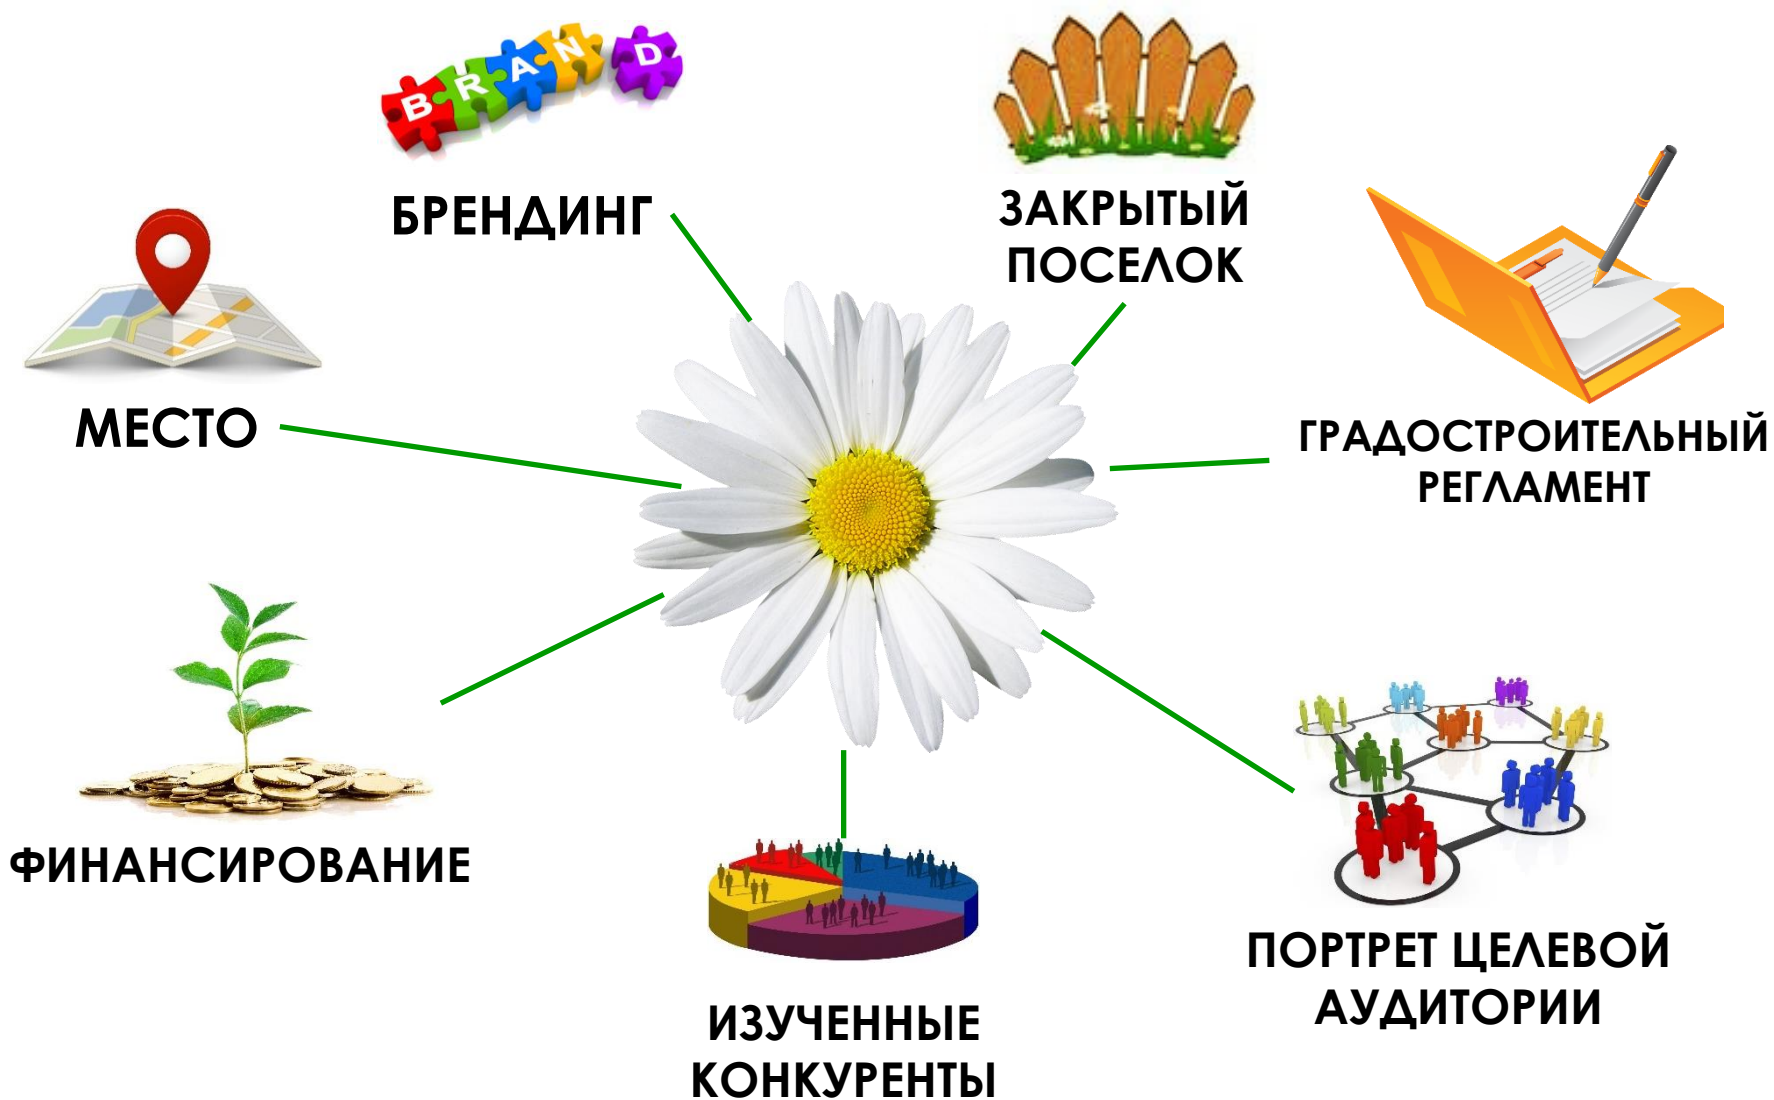 BRAND
БРЕНДИНГ
ЗАКРЫТЫЙ
ПОСЕЛОК
МЕСТО
ГРАДОСТРОИТЕЛЬНЫЙ
РЕГЛАМЕНТ
ФИНАНСИРОВАНИЕ
ПОРТРЕТ ЦЕЛЕВОЙ
АУДИТОРИИ
ИЗУЧЕННЫЕ
КОНКУРЕНТЫ